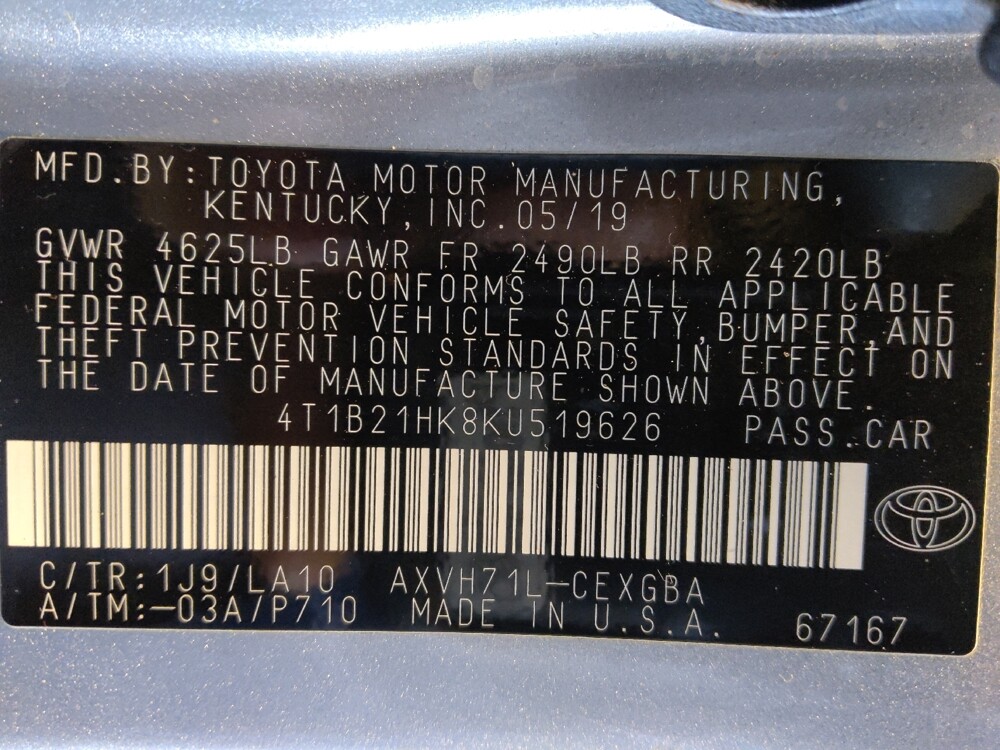 MFD.BY:TOYOTA MOTOR MANUFACTURING,
KENTUCKY,INC.05/19
GVWR 4625LB GAWR FR 2490LB RR 2420LB
THIS VEHICLE CONFORMS TO ALL APPLICABLE
FEDERAL MOTOR VEHICLE SAFETY,BUMPER,AND
THEFT PREVENTION STANDARDS IN EFFECT ON
THE DATE OF MANUFACTURE SHOWN ABOVE.
4T1B21HK8KU519626 PASS.CAR
C/TR:1J9/LA10 AXVH71L-CEXGBA
A/TM:-03A/P710 MADE IN U.S.A. 67167